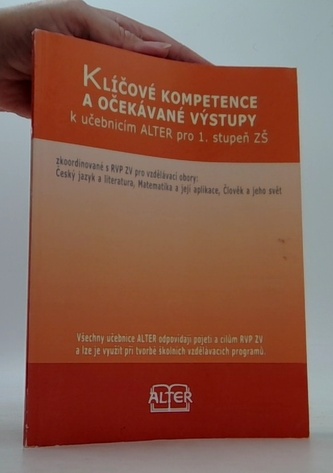 KLÍČOVÉ KOMPETENCE
A OČEKÁVANÉ VÝSTUPY
k učebnicím ALTER pro 1. stupeň ZŠ
zkoordinované s RVP ZV pro vzdělávací obory:
Český jazyk a literatura, Matematika a její aplikace, Člověk a jeho svět
Všechny učebnice ALTER odpovídají pojetí a cílům RVP ZV
a lze je využít při tvorbě školních vzdělávacích programů.
ALTER